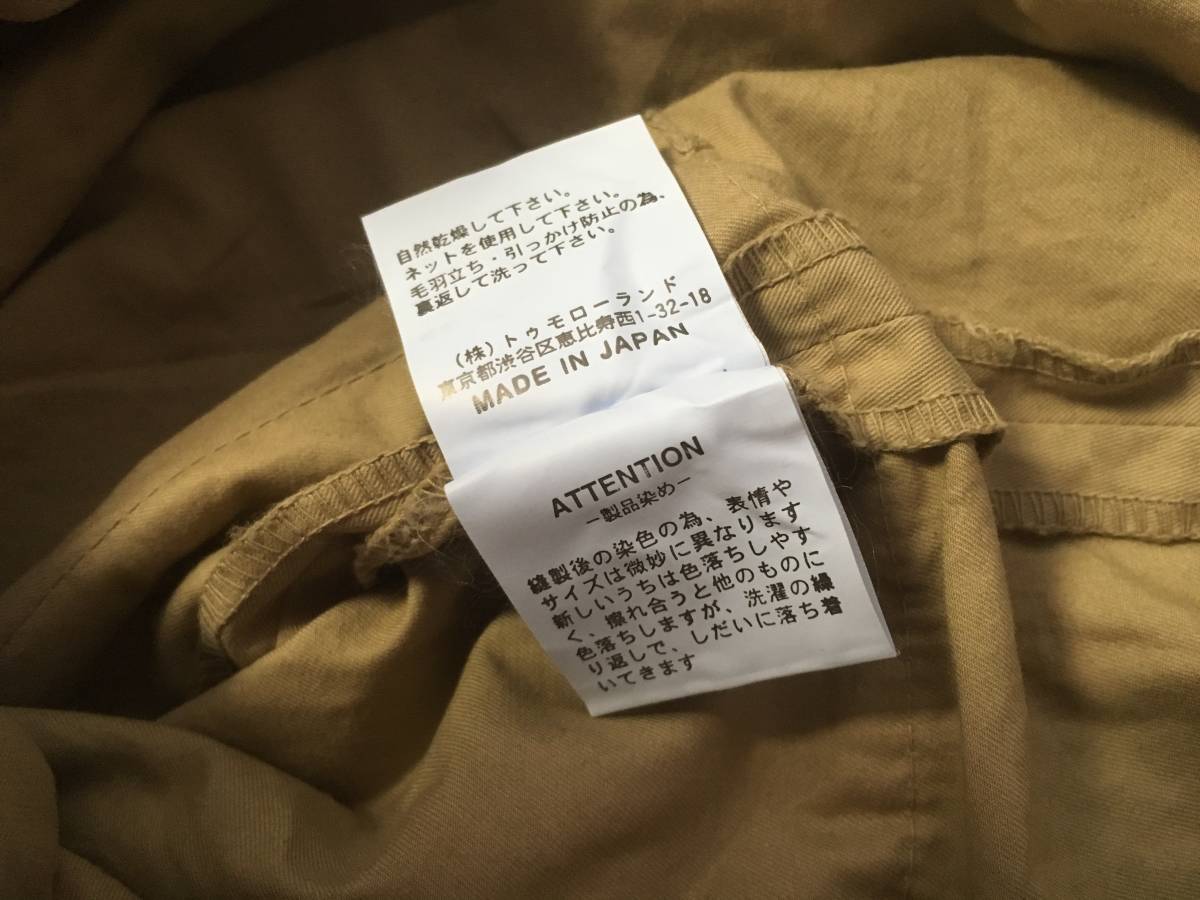 自然乾燥して下さい。
ネットを使用して下さい。
毛羽立ち・引っかけ防止の為、
裏返して洗って下さい。
(株)トゥモローランド
東京都渋谷区恵比寿西1-32-18
MADE IN JAPAN
ATTENTION
-製品染め-
縫製後の染色の為、表情や
サイズは微妙に異なります
新しいうちは色落ちしやす
く、擦れ合うと他のものに
色落ちしますが、洗濯の繰
り返しで、しだいに落ち着
いてきます